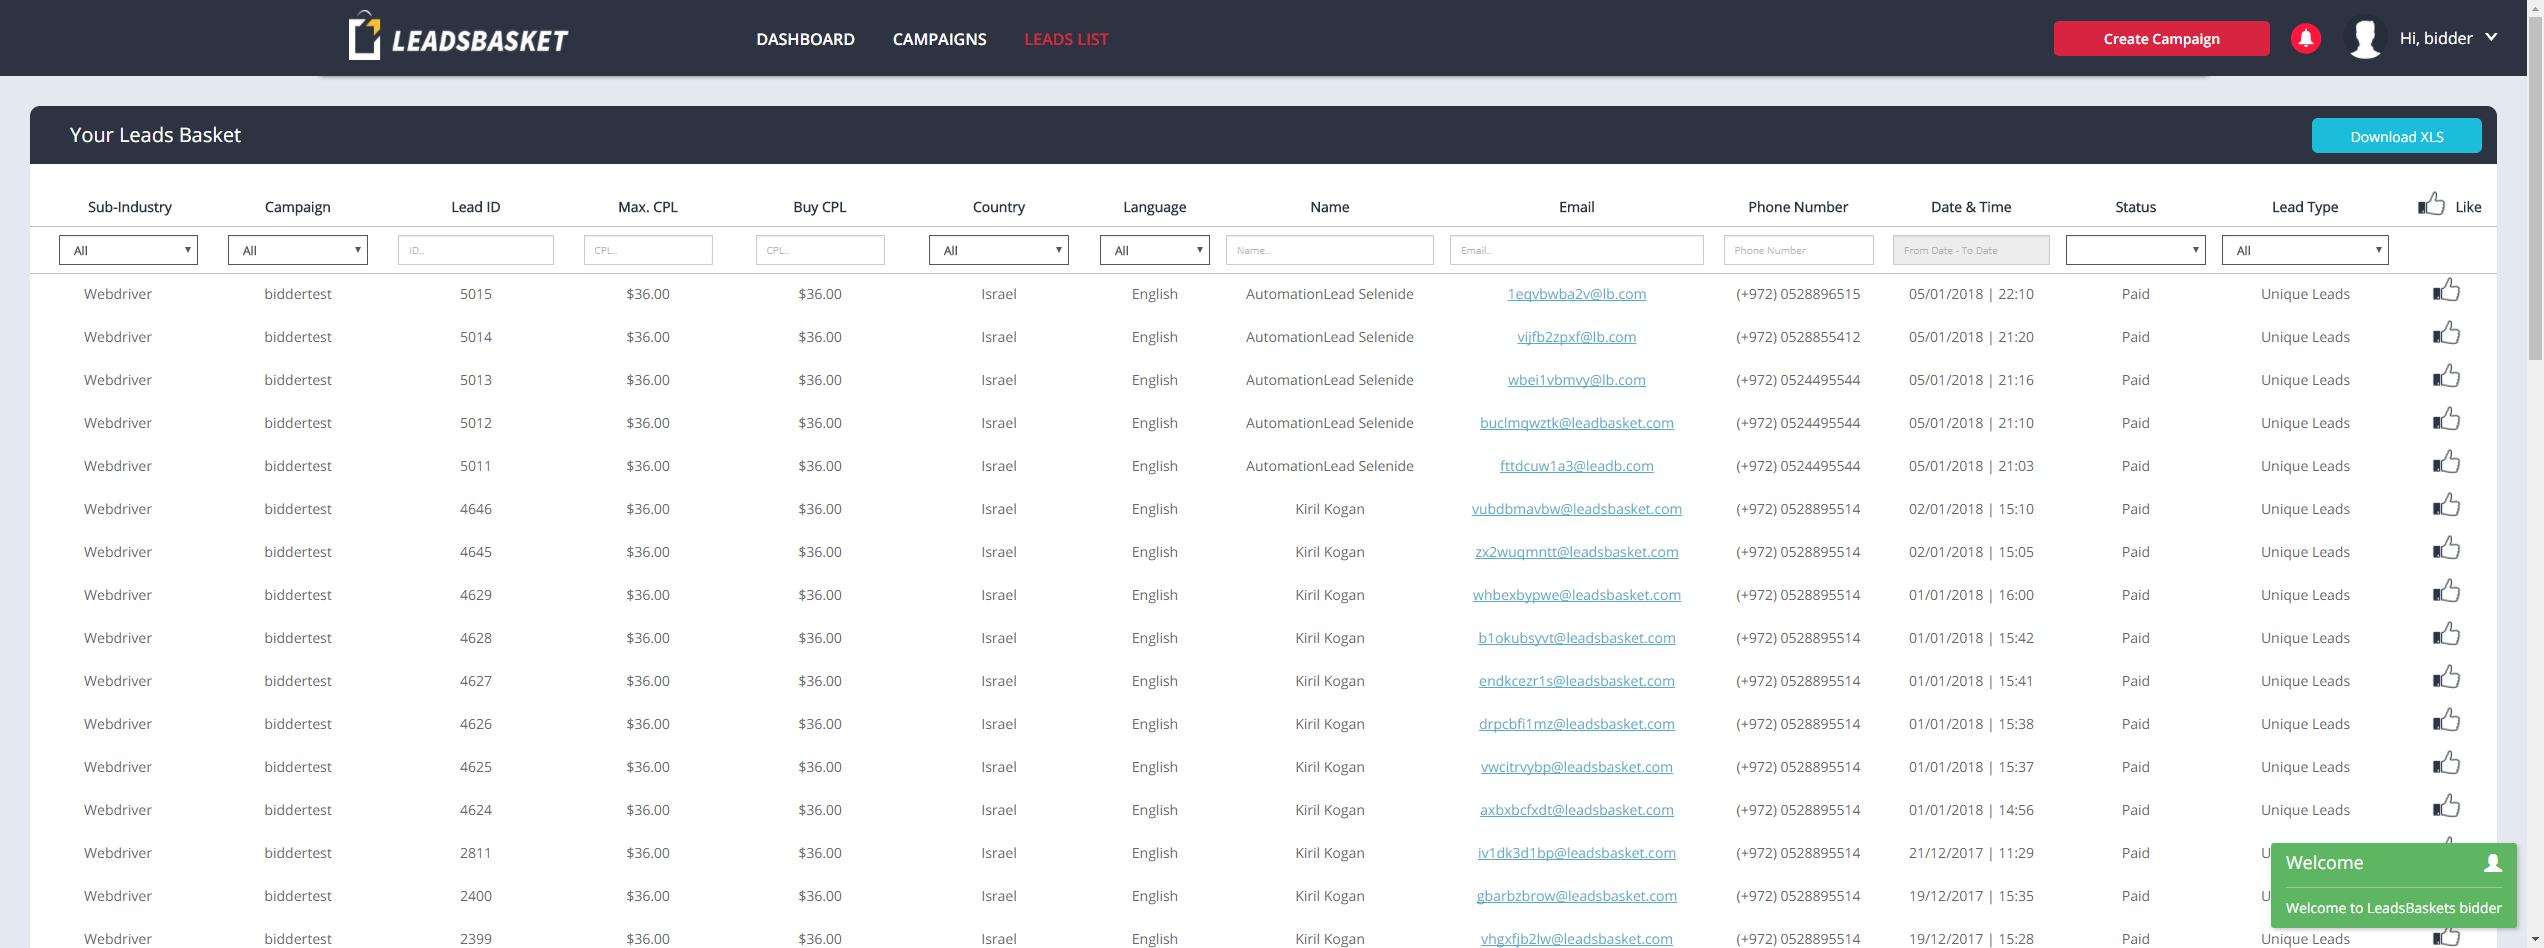 LEADSBASKET DASHBOARD CAMPAIGNS LEADS LIST Create Campaign Hi, bidder
Your Leads Basket Download XLS
Sub-Industry Campaign Lead ID Max. CPL Buy CPL Country Language Name Email Phone Number Date & Time Status Lead Type Like
All All ID.. CPL.. CPL.. All All Name.. Email.. Phone Number From Date - To Date All
Webdriver biddertest 5015 $36.00 $36.00 Israel English AutomationLead Selenide 1eqvbwba2v@lb.com (+972) 0528896515 05/01/2018 | 22:10 Paid Unique Leads
Webdriver biddertest 5014 $36.00 $36.00 Israel English AutomationLead Selenide vijfb2zpxf@lb.com (+972) 0528855412 05/01/2018 | 21:20 Paid Unique Leads
Webdriver biddertest 5013 $36.00 $36.00 Israel English AutomationLead Selenide wbei1vbmvy@lb.com (+972) 0524495544 05/01/2018 | 21:16 Paid Unique Leads
Webdriver biddertest 5012 $36.00 $36.00 Israel English AutomationLead Selenide buclmqwztk@leadbasket.com (+972) 0524495544 05/01/2018 | 21:10 Paid Unique Leads
Webdriver biddertest 5011 $36.00 $36.00 Israel English AutomationLead Selenide fttdcuw1a3@leadb.com (+972) 0524495544 05/01/2018 | 21:03 Paid Unique Leads
Webdriver biddertest 4646 $36.00 $36.00 Israel English Kiril Kogan vubdbmavbw@leadsbasket.com (+972) 0528895514 02/01/2018 | 15:10 Paid Unique Leads
Webdriver biddertest 4645 $36.00 $36.00 Israel English Kiril Kogan zx2wuqmntt@leadsbasket.com (+972) 0528895514 02/01/2018 | 15:05 Paid Unique Leads
Webdriver biddertest 4629 $36.00 $36.00 Israel English Kiril Kogan whbexbypwe@leadsbasket.com (+972) 0528895514 01/01/2018 | 16:00 Paid Unique Leads
Webdriver biddertest 4628 $36.00 $36.00 Israel English Kiril Kogan b1okubsyvt@leadsbasket.com (+972) 0528895514 01/01/2018 | 15:42 Paid Unique Leads
Webdriver biddertest 4627 $36.00 $36.00 Israel English Kiril Kogan endkcezr1s@leadsbasket.com (+972) 0528895514 01/01/2018 | 15:41 Paid Unique Leads
Webdriver biddertest 4626 $36.00 $36.00 Israel English Kiril Kogan drpcbfi1mz@leadsbasket.com (+972) 0528895514 01/01/2018 | 15:38 Paid Unique Leads
Webdriver biddertest 4625 $36.00 $36.00 Israel English Kiril Kogan vwcitrvybp@leadsbasket.com (+972) 0528895514 01/01/2018 | 15:37 Paid Unique Leads
Webdriver biddertest 4624 $36.00 $36.00 Israel English Kiril Kogan axbxbcfxdt@leadsbasket.com (+972) 0528895514 01/01/2018 | 14:56 Paid Unique Leads
Webdriver biddertest 2811 $36.00 $36.00 Israel English Kiril Kogan iv1dk3d1bp@leadsbasket.com (+972) 0528895514 21/12/2017 | 11:29 Paid
Webdriver biddertest 2400 $36.00 $36.00 Israel English Kiril Kogan gbarbzbrow@leadsbasket.com (+972) 0528895514 19/12/2017 | 15:35 Paid
Webdriver biddertest 2399 $36.00 $36.00 Israel English Kiril Kogan vhgxfjb2lw@leadsbasket.com (+972) 0528895514 19/12/2017 | 15:28 Paid Unique Leads
Welcome
Welcome to LeadsBaskets bidder